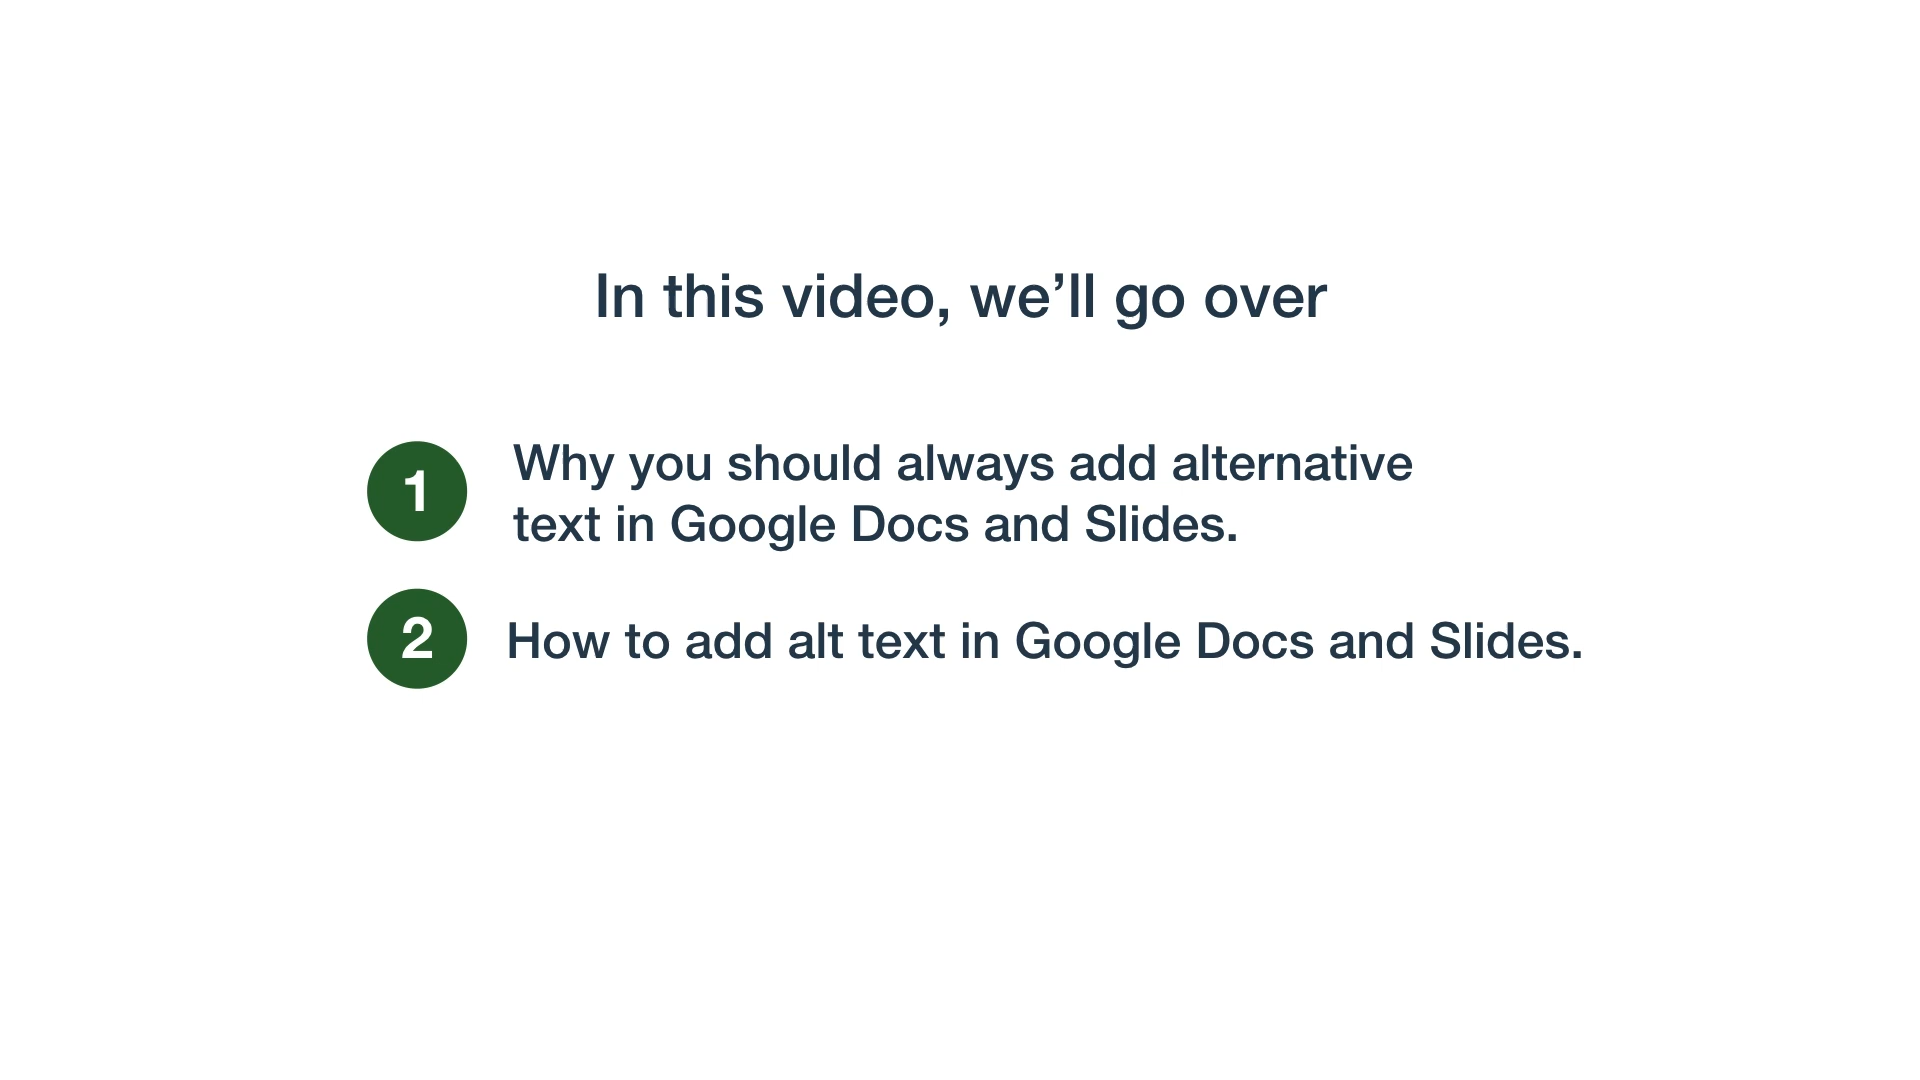 In this video, we’ll go over
1 Why you should always add alternative
text in Google Docs and Slides.
2 How to add alt text in Google Docs and Slides.